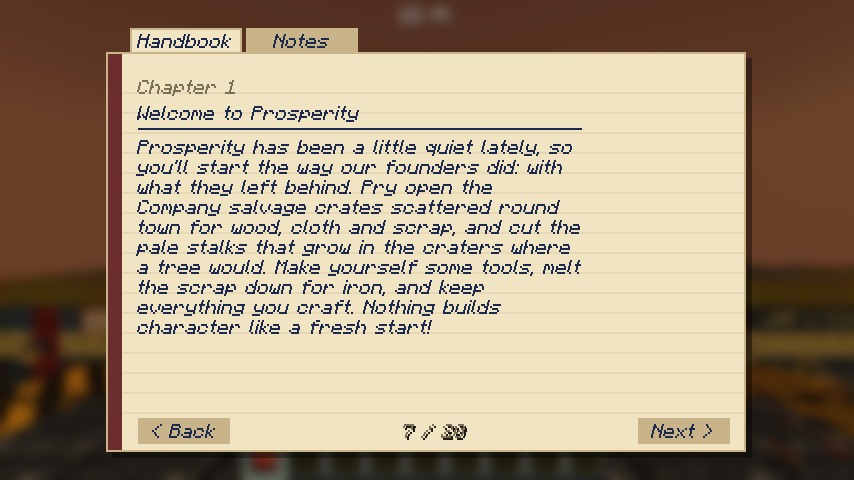 Handbook Notes
Chapter 1
Welcome to Prosperity
Prosperity has been a little quiet lately, so
you'll start the way our founders did: with
what they left behind. Pry open the
Company salvage crates scattered round
town for wood, cloth and scrap, and cut the
pale stalks that grow in the craters where
a tree would. Make yourself some tools, melt
the scrap down for iron, and keep
everything you craft. Nothing builds
character like a fresh start!
< Back 7 / 20 Next >